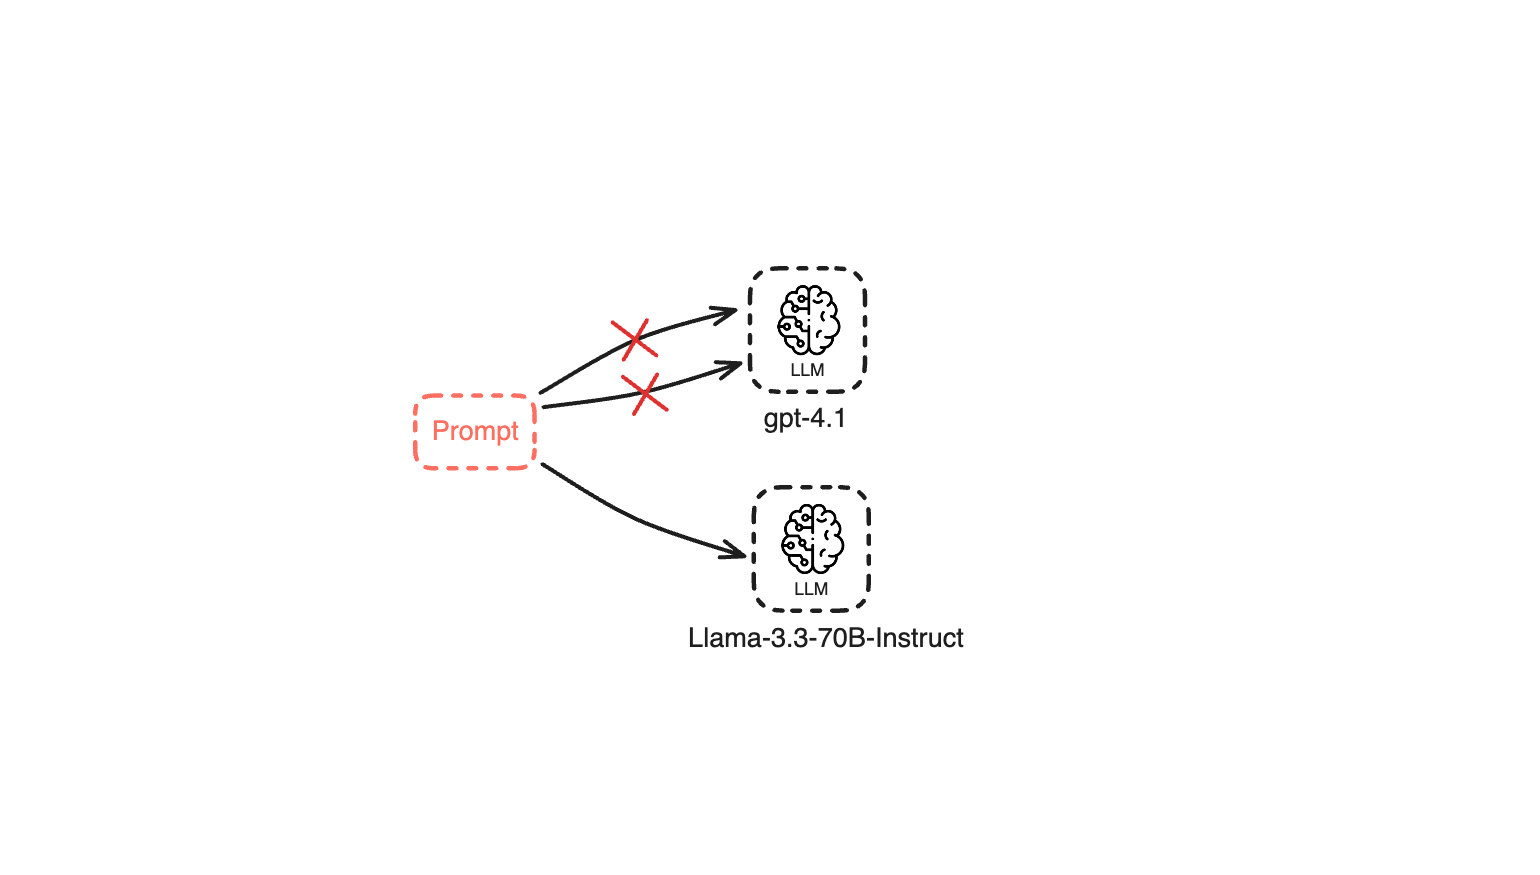 LLM
gpt-4.1
Prompt
LLM
Llama-3.3-70B-Instruct